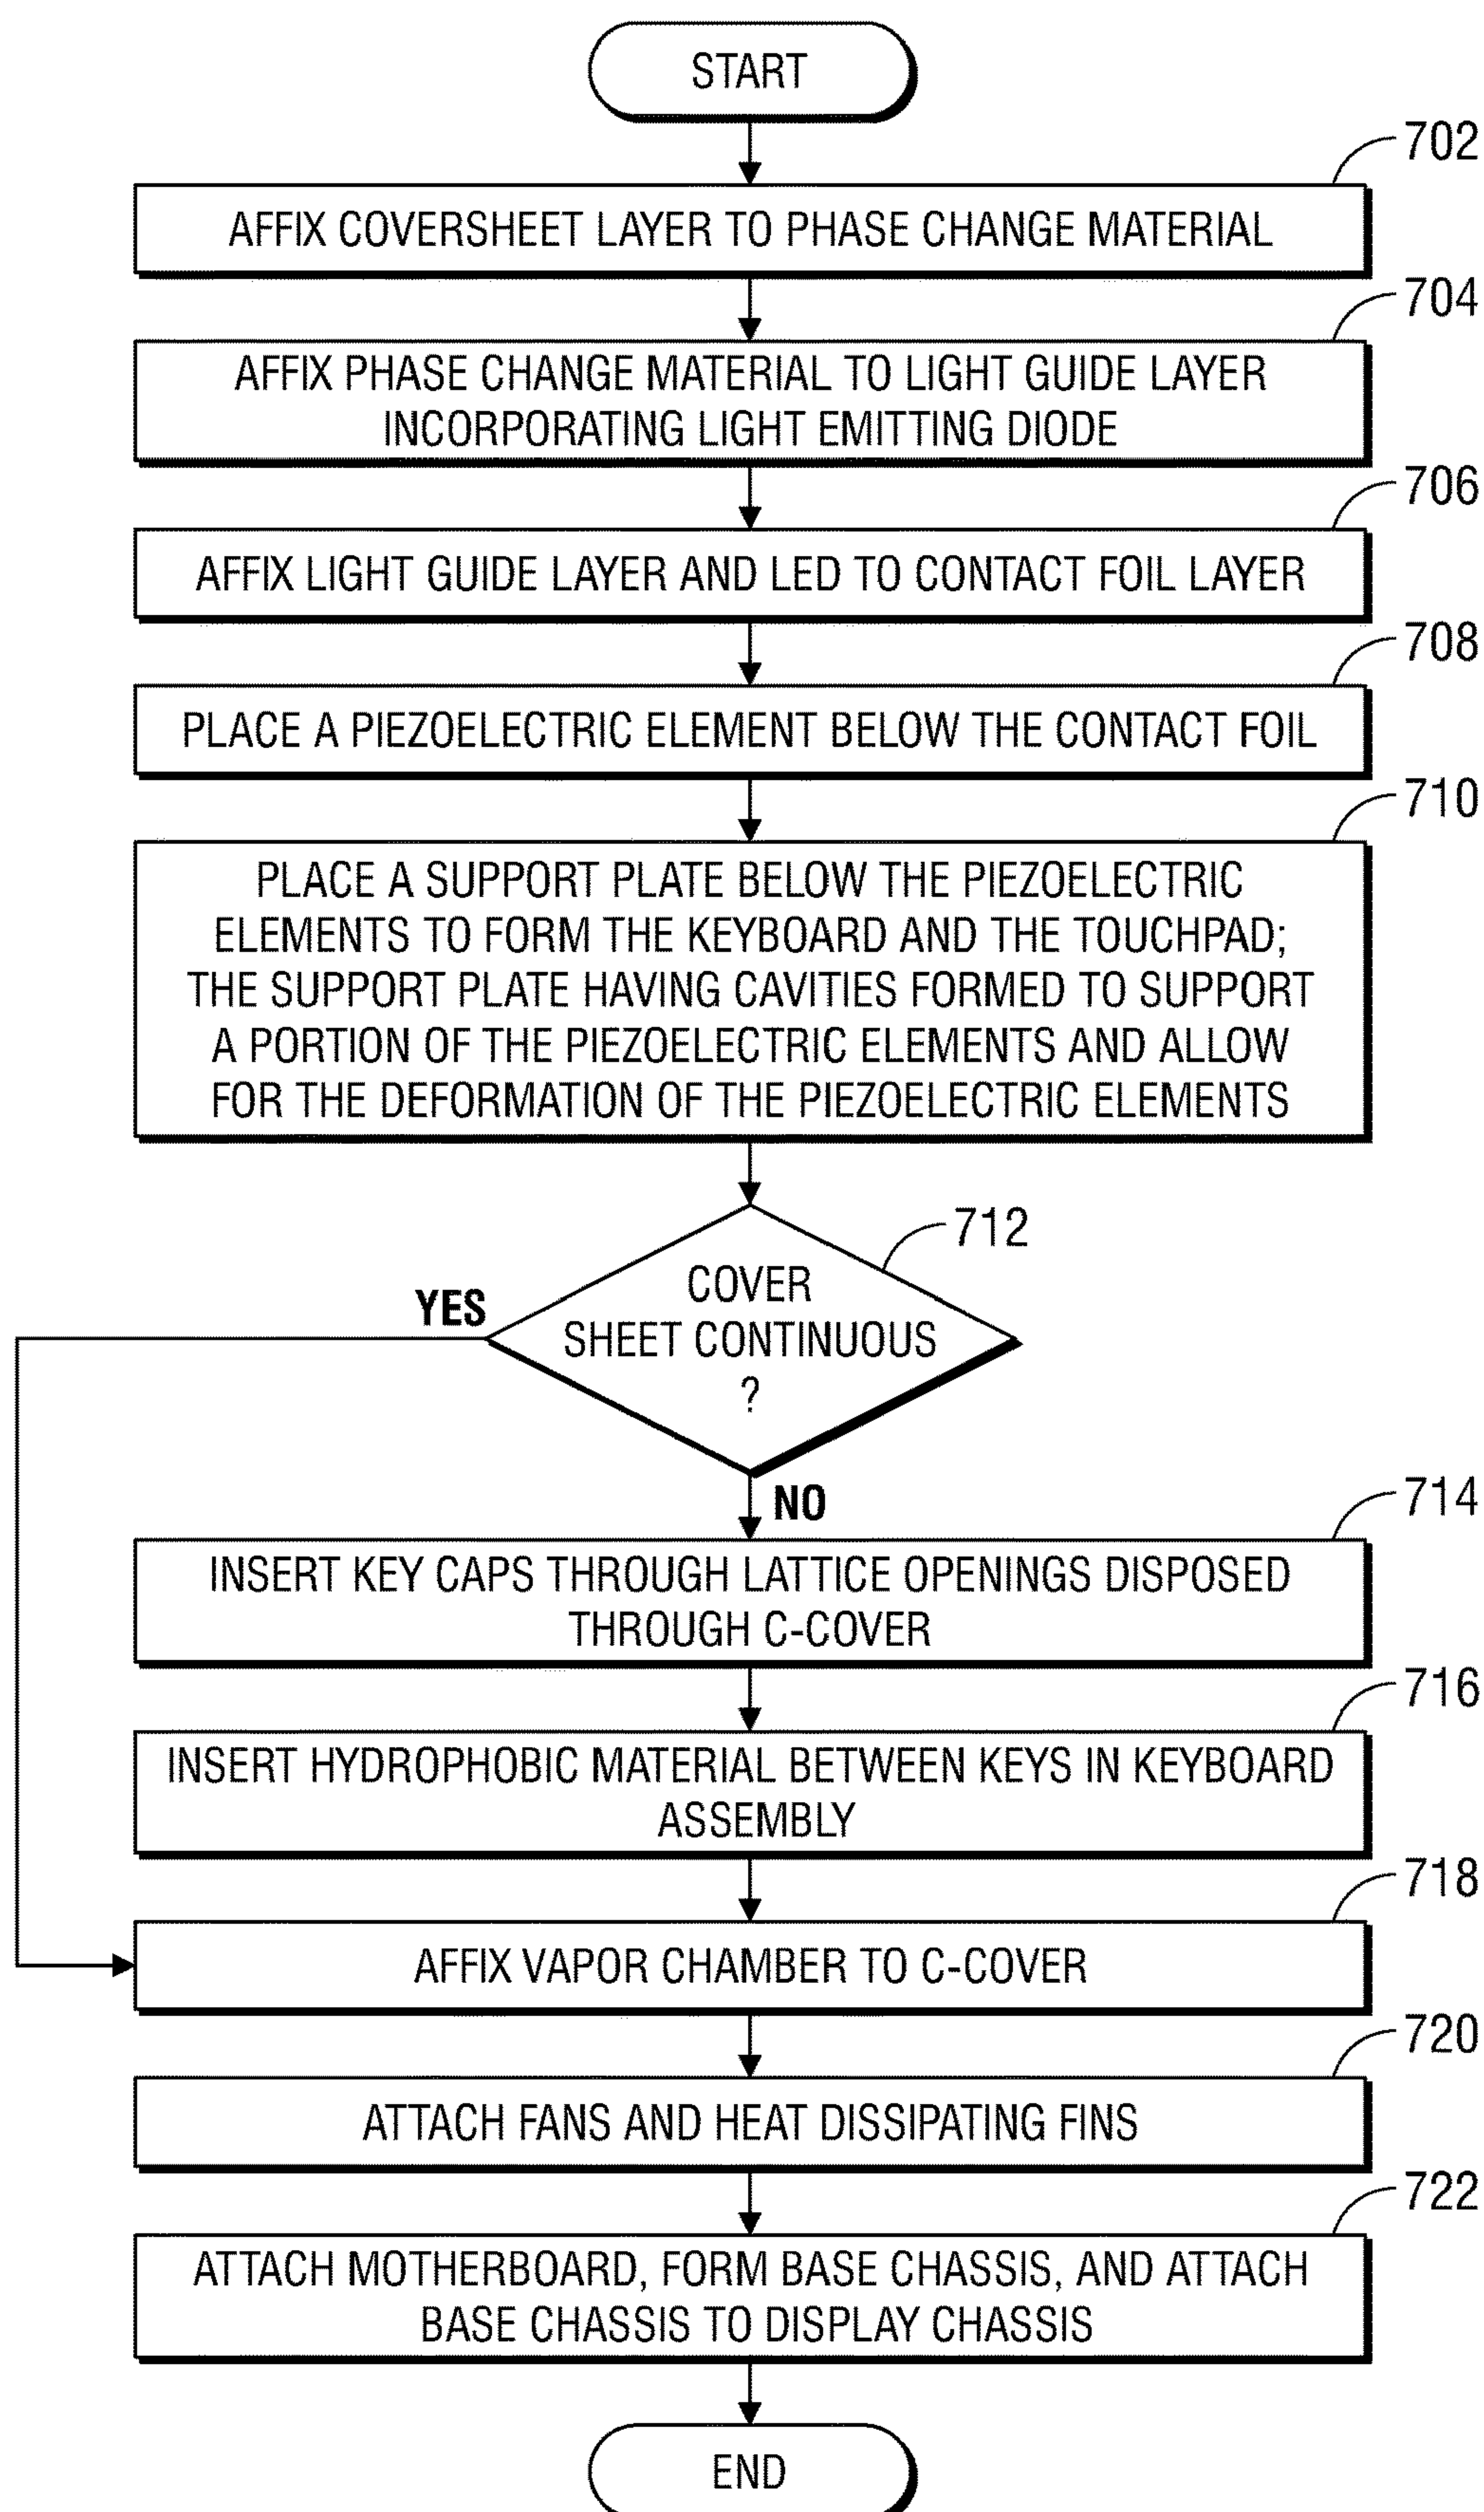 START
702
AFFIX COVERSHEET LAYER TO PHASE CHANGE MATERIAL
704
AFFIX PHASE CHANGE MATERIAL TO LIGHT GUIDE LAYER
INCORPORATING LIGHT EMITTING DIODE
706
AFFIX LIGHT GUIDE LAYER AND LED TO CONTACT FOIL LAYER
708
PLACE A PIEZOELECTRIC ELEMENT BELOW THE CONTACT FOIL
710
PLACE A SUPPORT PLATE BELOW THE PIEZOELECTRIC
ELEMENTS TO FORM THE KEYBOARD AND THE TOUCHPAD;
THE SUPPORT PLATE HAVING CAVITIES FORMED TO SUPPORT
A PORTION OF THE PIEZOELECTRIC ELEMENTS AND ALLOW
FOR THE DEFORMATION OF THE PIEZOELECTRIC ELEMENTS
712
COVER
SHEET CONTINUOUS
?
YES
NO
714
INSERT KEY CAPS THROUGH LATTICE OPENINGS DISPOSED
THROUGH C-COVER
716
INSERT HYDROPHOBIC MATERIAL BETWEEN KEYS IN KEYBOARD
ASSEMBLY
718
AFFIX VAPOR CHAMBER TO C-COVER
720
ATTACH FANS AND HEAT DISSIPATING FINS
722
ATTACH MOTHERBOARD, FORM BASE CHASSIS, AND ATTACH
BASE CHASSIS TO DISPLAY CHASSIS
END